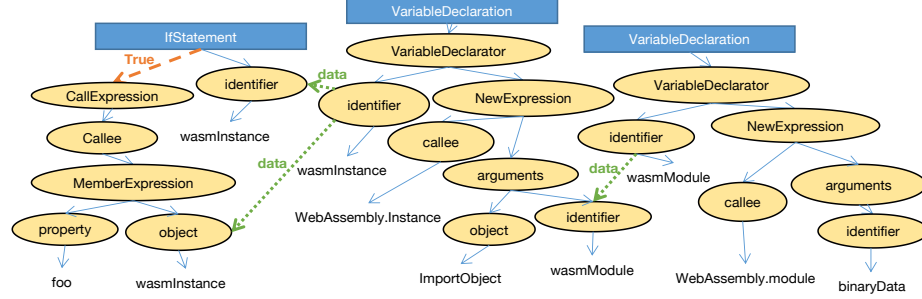 VariableDeclaration
IfStatement
VariableDeclaration
True
VariableDeclarator
data
identifier
VariableDeclarator
CallExpression
identifier
NewExpression
wasmInstance
identifier
NewExpression
Callee
callee
data
data
wasmInstance
wasmModule
MemberExpression
arguments
arguments
callee
WebAssembly.Instance
identifier
property
object
object
identifier
foo
wasmInstance
ImportObject
wasmModule
WebAssembly.module
binaryData